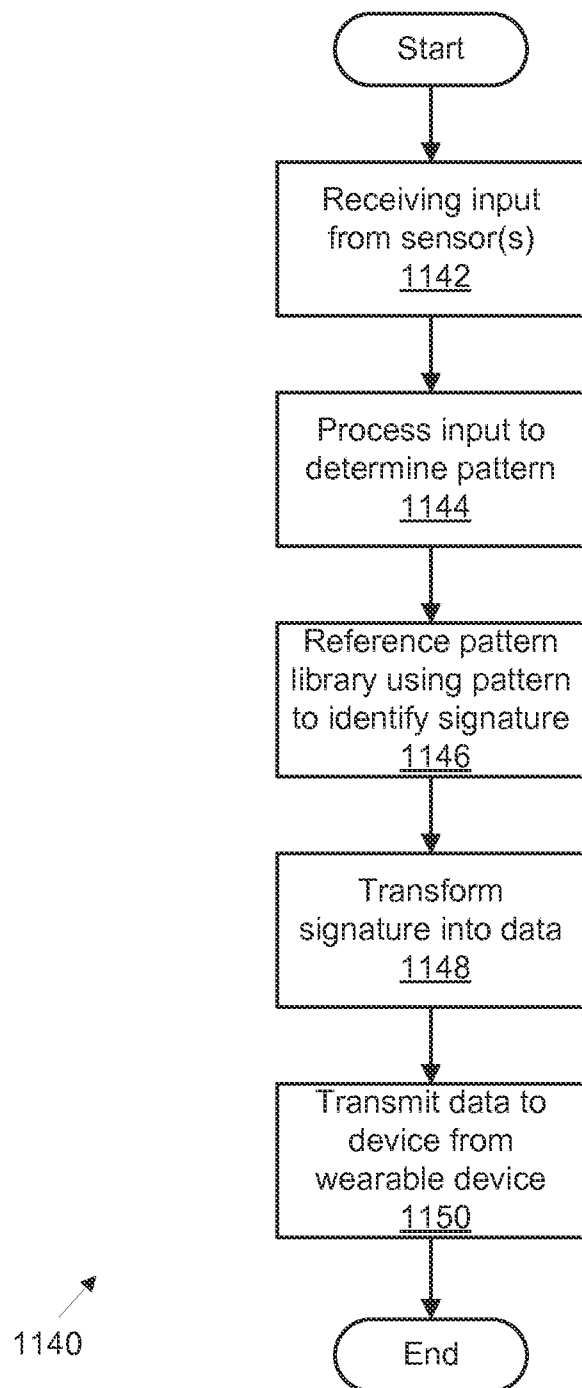 Start
Receiving input
from sensor(s)
1142
Process input to
determine pattern
1144
Reference pattern
library using pattern
to identify signature
1146
Transform
signature into data
1148
Transmit data to
device from
wearable device
1150
1140
End